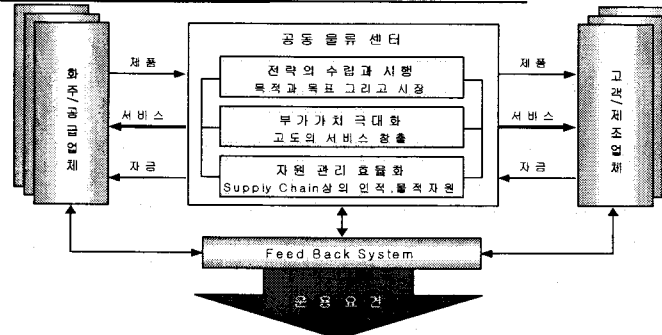 공동 물류 센터
화주/공급업체
제품
서비스
자금
전략의 수립과 시행
목적과 목표 그리고 시장
부가가치 극대화
고도의 서비스 창출
자원 관리 효율화
Supply Chain상의 인적,물적자원
제품
서비스
자금
고객/제조업체
Feed Back System
운용요건